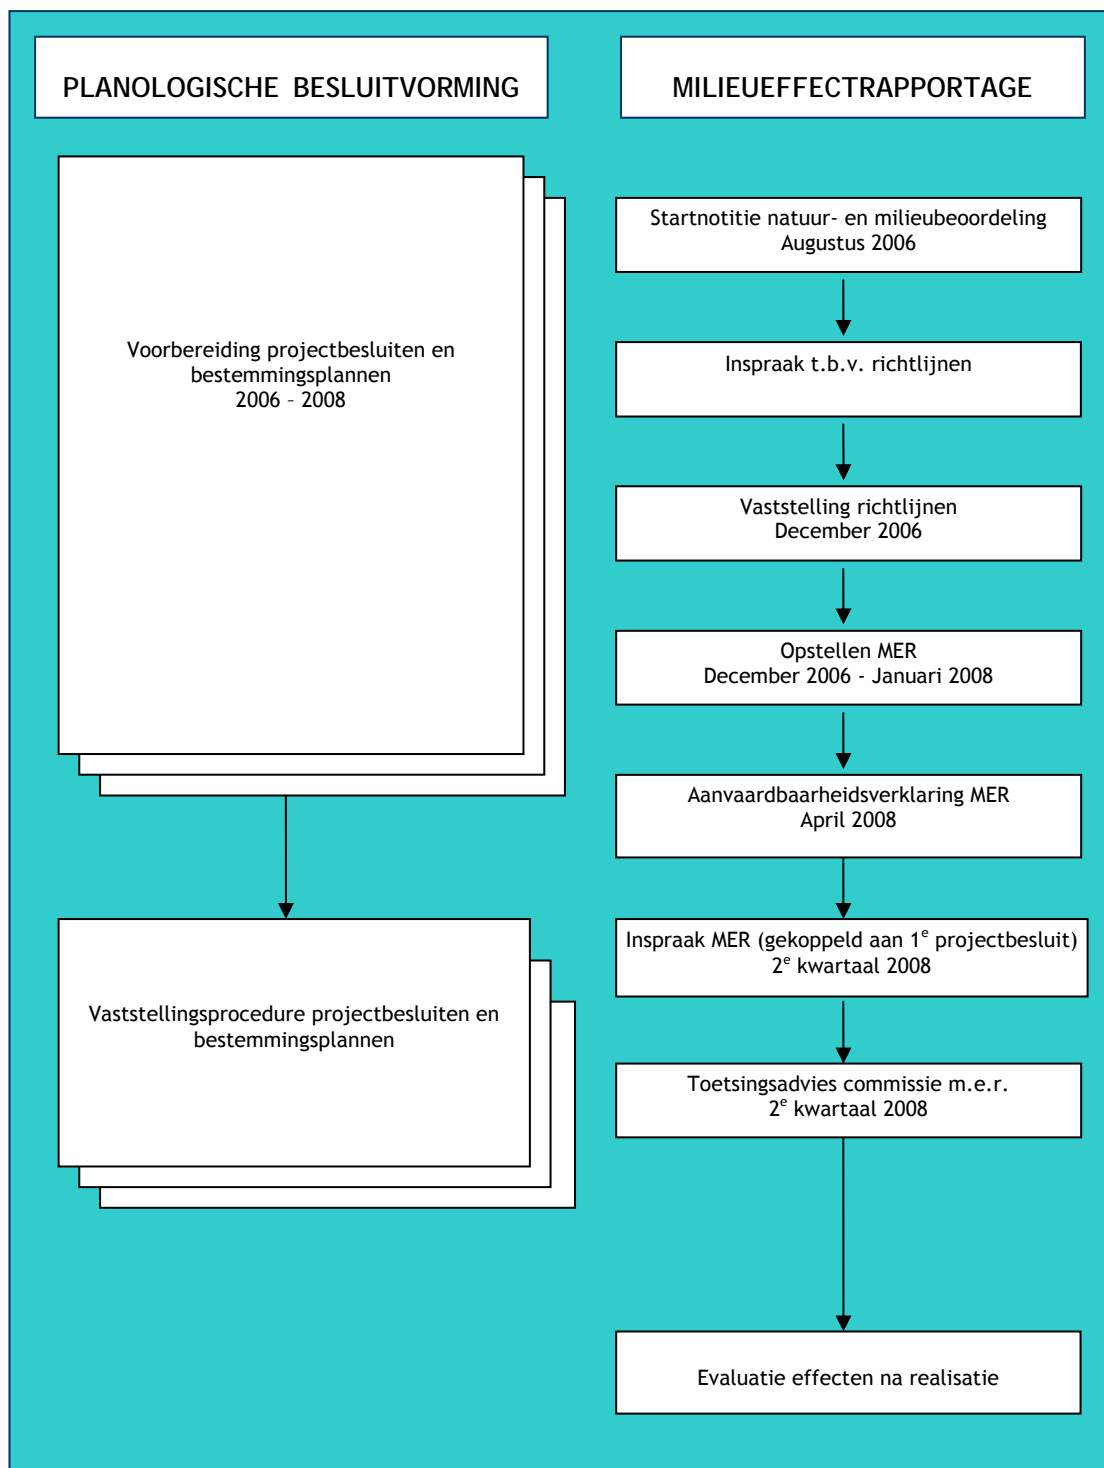 PLANOLOGISCHE BESLUITVORMING
Voorbereiding projectbesluiten en
bestemmingsplannen
2006 – 2008
Vaststellingsprocedure projectbesluiten en
bestemmingsplannen
MILIEUEFFECTRAPPORTAGE
Startnotitie natuur- en milieubeoordeling
Augustus 2006
Inspraak t.b.v. richtlijnen
Vaststelling richtlijnen
December 2006
Opstellen MER
December 2006 - Januari 2008
Aanvaardbaarheidsverklaring MER
April 2008
Inspraak MER (gekoppeld aan 1e projectbesluit)
2e kwartaal 2008
Toetsingsadvies commissie m.e.r.
2e kwartaal 2008
Evaluatie effecten na realisatie